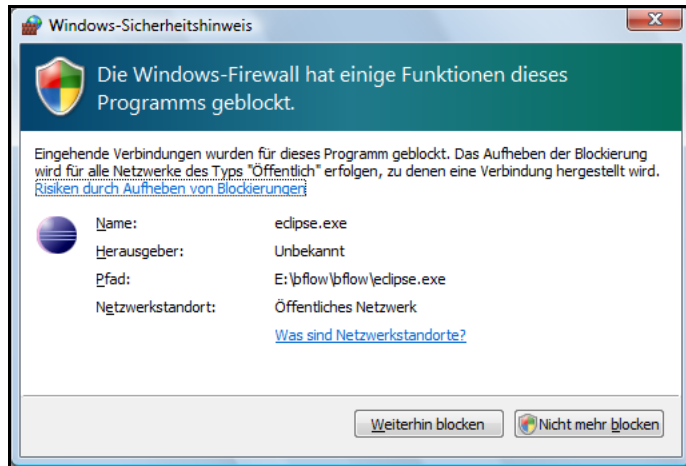 Windows-Sicherheitshinweis
Die Windows-Firewall hat einige Funktionen dieses
Programms geblockt.
Eingehende Verbindungen wurden für dieses Programm geblockt. Das Aufheben der Blockierung
wird für alle Netzwerke des Typs "Öffentlich" erfolgen, zu denen eine Verbindung hergestellt wird.
Risiken durch Aufheben von Blockierungen
Name: eclipse.exe
Herausgeber: Unbekannt
Pfad: E:\bflow\bflow\eclipse.exe
Netzwerkstandort: Öffentliches Netzwerk
Was sind Netzwerkstandorte?
Weiterhin blocken Nicht mehr blocken